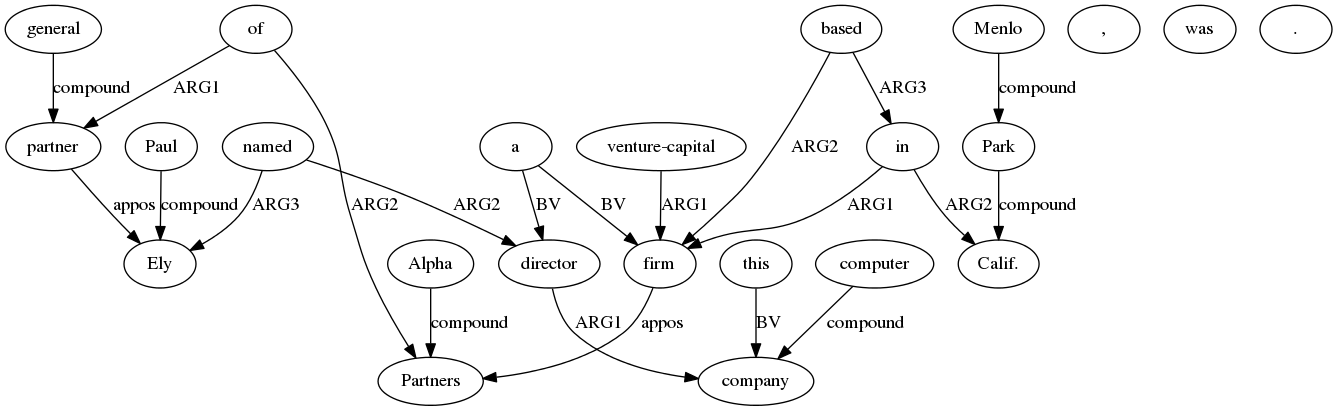 general of based Menlo , was .
compound ARG1 ARG3 compound
partner Paul named a venture-capital in Park
ARG2
appos compound ARG3 ARG2 ARG2 BV BV ARG1 ARG1 ARG2 compound
Ely Alpha director firm this computer Calif.
compound ARG1 appos BV compound
Partners company